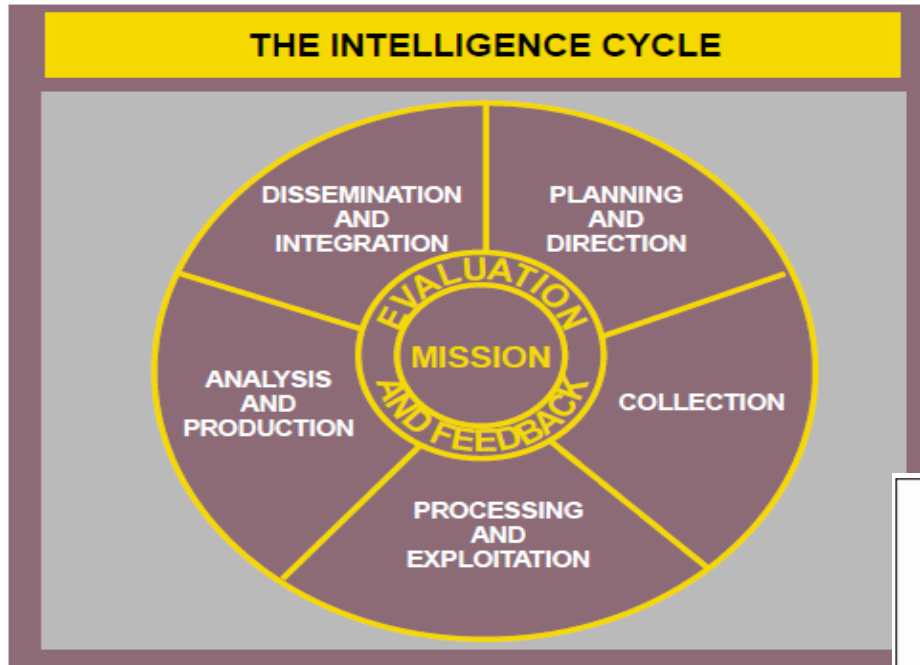 THE INTELLIGENCE CYCLE
DISSEMINATION
AND
INTEGRATION
PLANNING
AND
DIRECTION
EVALUATION
MISSION
AND FEEDBACK
ANALYSIS
AND
PRODUCTION
COLLECTION
PROCESSING
AND
EXPLOITATION